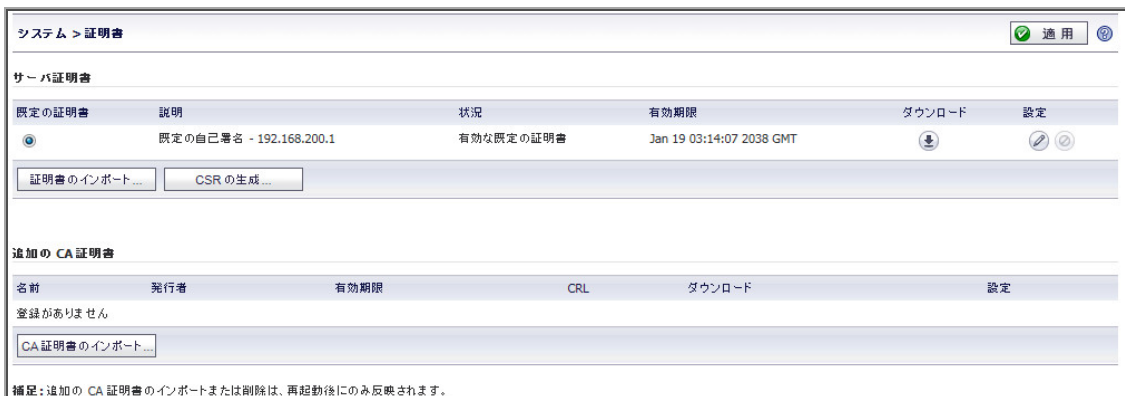 システム > 証明書
適用
サーバ証明書
既定の証明書 説明 状況 有効期限 ダウンロード 設定
既定の自己署名 - 192.168.200.1 有効な既定の証明書 Jan 19 03:14:07 2038 GMT
証明書のインポート... CSR の生成...
追加の CA 証明書
名前 発行者 有効期限 CRL ダウンロード 設定
登録がありません
CA 証明書のインポート...
補足: 追加の CA 証明書のインポートまたは削除は、再起動後にのみ反映されます。